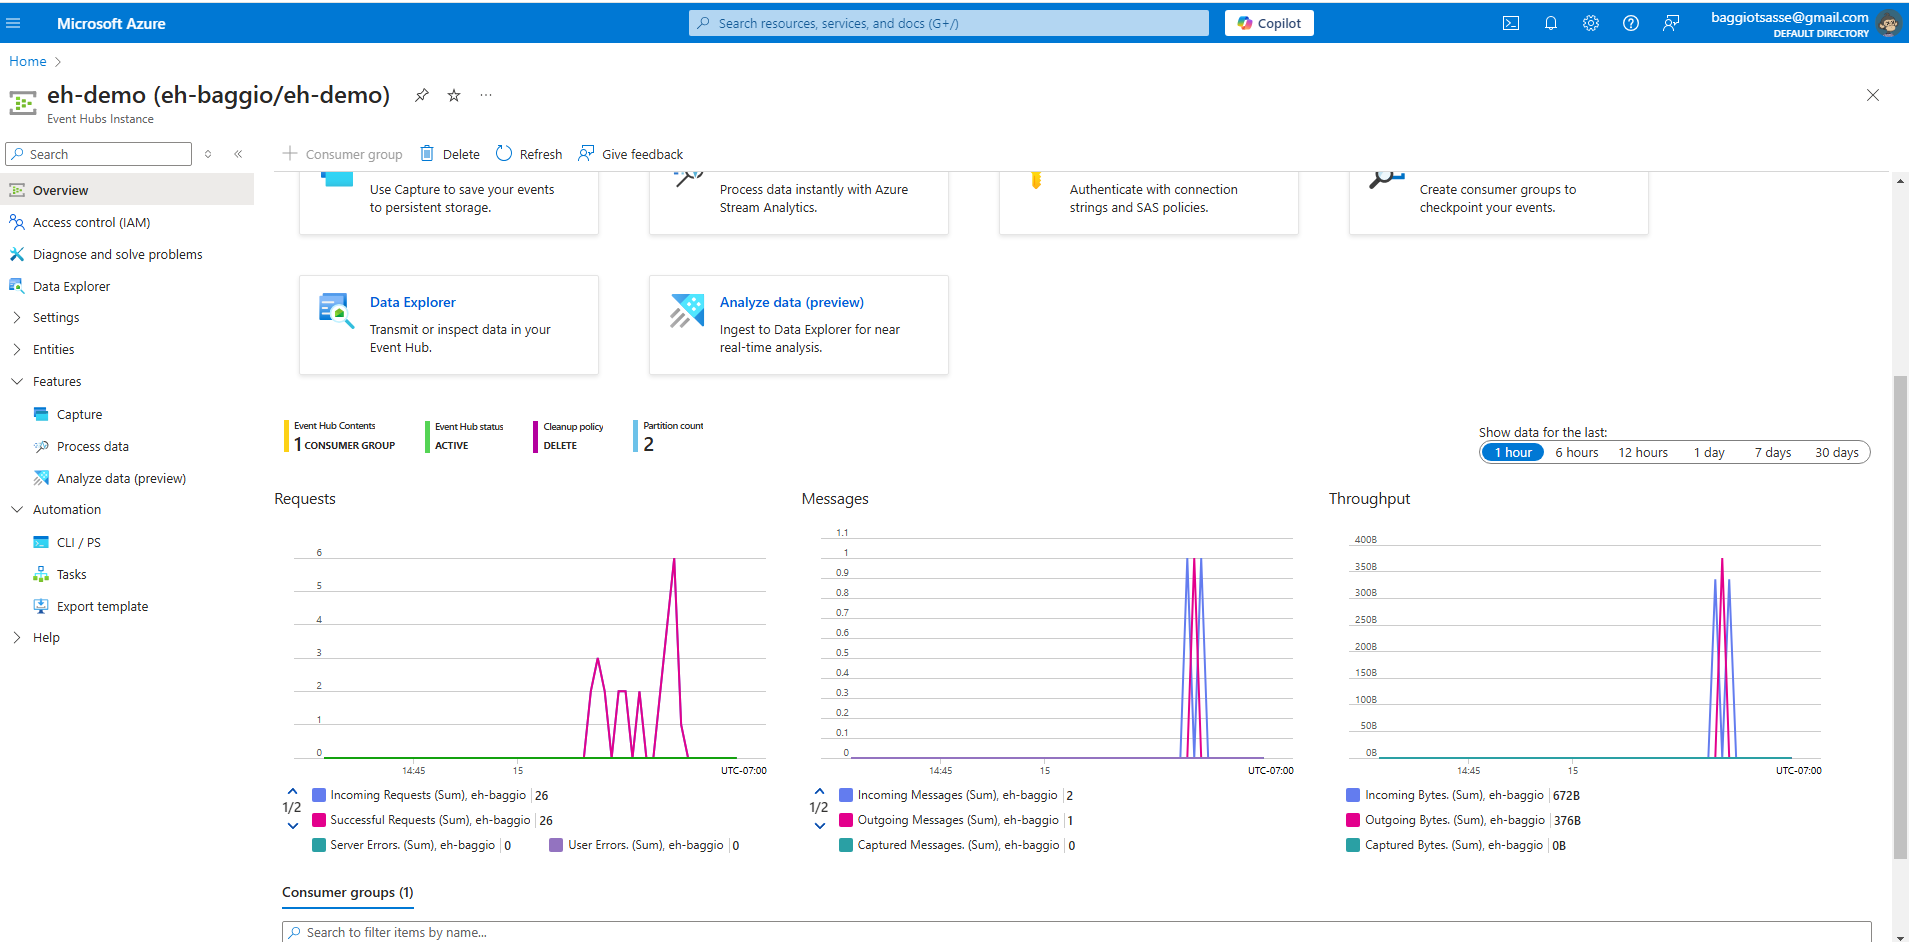 Microsoft Azure
Search resources, services, and docs (G+/)
Copilot
baggiotsasse@gmail.com
DEFAULT DIRECTORY
Home
eh-demo (eh-baggio/eh-demo)
Event Hubs Instance
Search
Overview
Access control (IAM)
Diagnose and solve problems
Data Explorer
Settings
Entities
Features
Capture
Process data
Analyze data (preview)
Automation
CLI / PS
Tasks
Export template
Help
Consumer group
Delete
Refresh
Give feedback
Use Capture to save your events
to persistent storage.
Process data instantly with Azure
Stream Analytics.
Authenticate with connection
strings and SAS policies.
Create consumer groups to
checkpoint your events.
Data Explorer
Transmit or inspect data in your
Event Hub.
Analyze data (preview)
Ingest to Data Explorer for near
real-time analysis.
Event Hub Contents
1 CONSUMER GROUP
Event Hub status
ACTIVE
Cleanup policy
DELETE
Partition count
2
Show data for the last:
1 hour 6 hours 12 hours 1 day 7 days 30 days
Requests
6
5
4
3
2
1
0
14:45 15 UTC-07:00
1/2
Incoming Requests (Sum), eh-baggio 26
Successful Requests (Sum), eh-baggio 26
Server Errors. (Sum), eh-baggio 0
User Errors. (Sum), eh-baggio 0
Messages
1.1
1
0.9
0.8
0.7
0.6
0.5
0.4
0.3
0.2
0.1
0
14:45 15 UTC-07:00
1/2
Incoming Messages (Sum), eh-baggio 2
Outgoing Messages (Sum), eh-baggio 1
Captured Messages. (Sum), eh-baggio 0
Throughput
400B
350B
300B
250B
200B
150B
100B
50B
0B
14:45 15 UTC-07:00
Incoming Bytes. (Sum), eh-baggio 672B
Outgoing Bytes. (Sum), eh-baggio 376B
Captured Bytes. (Sum), eh-baggio 0B
Consumer groups (1)
Search to filter items by name...